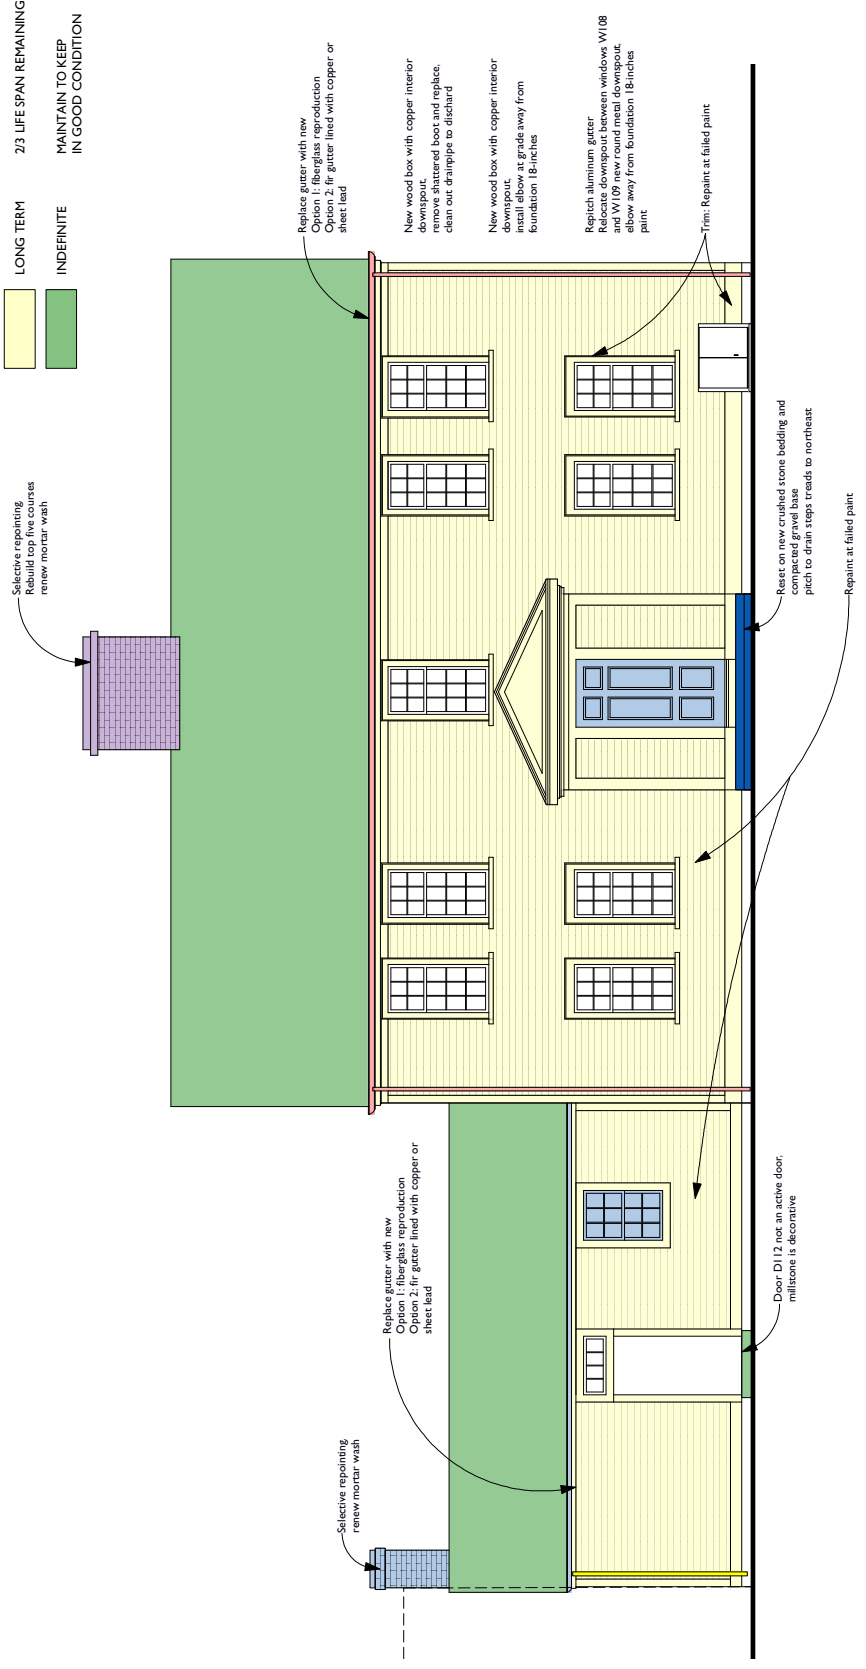 LONG TERM
2/3 LIFE SPAN REMAINING
INDEFINITE
MAINTAIN TO KEEP
IN GOOD CONDITION
Selective repointing,
Rebuild top five courses
renew mortar wash
Replace gutter with new
Option 1: fiberglass reproduction
Option 2: fir gutter lined with copper or
sheet lead
New wood box with copper interior
downspout,
remove shattered boot and replace,
clean out drainpipe to dischard
New wood box with copper interior
downspout,
install elbow at grade away from
foundation 18-inches
Repitch aluminum gutter
Relocate downspout between windows W108
and W109 new round metal downspout,
elbow away from foundation 18-inches
paint
Trim: Repaint at failed paint
Selective repointing,
renew mortar wash
Replace gutter with new
Option 1: fiberglass reproduction
Option 2: fir gutter lined with copper or
sheet lead
Door D112 not an active door,
millstone is decorative
Reset on new crushed stone bedding and
compacted gravel base
pitch to drain steps treads to northeast
Repaint at failed paint